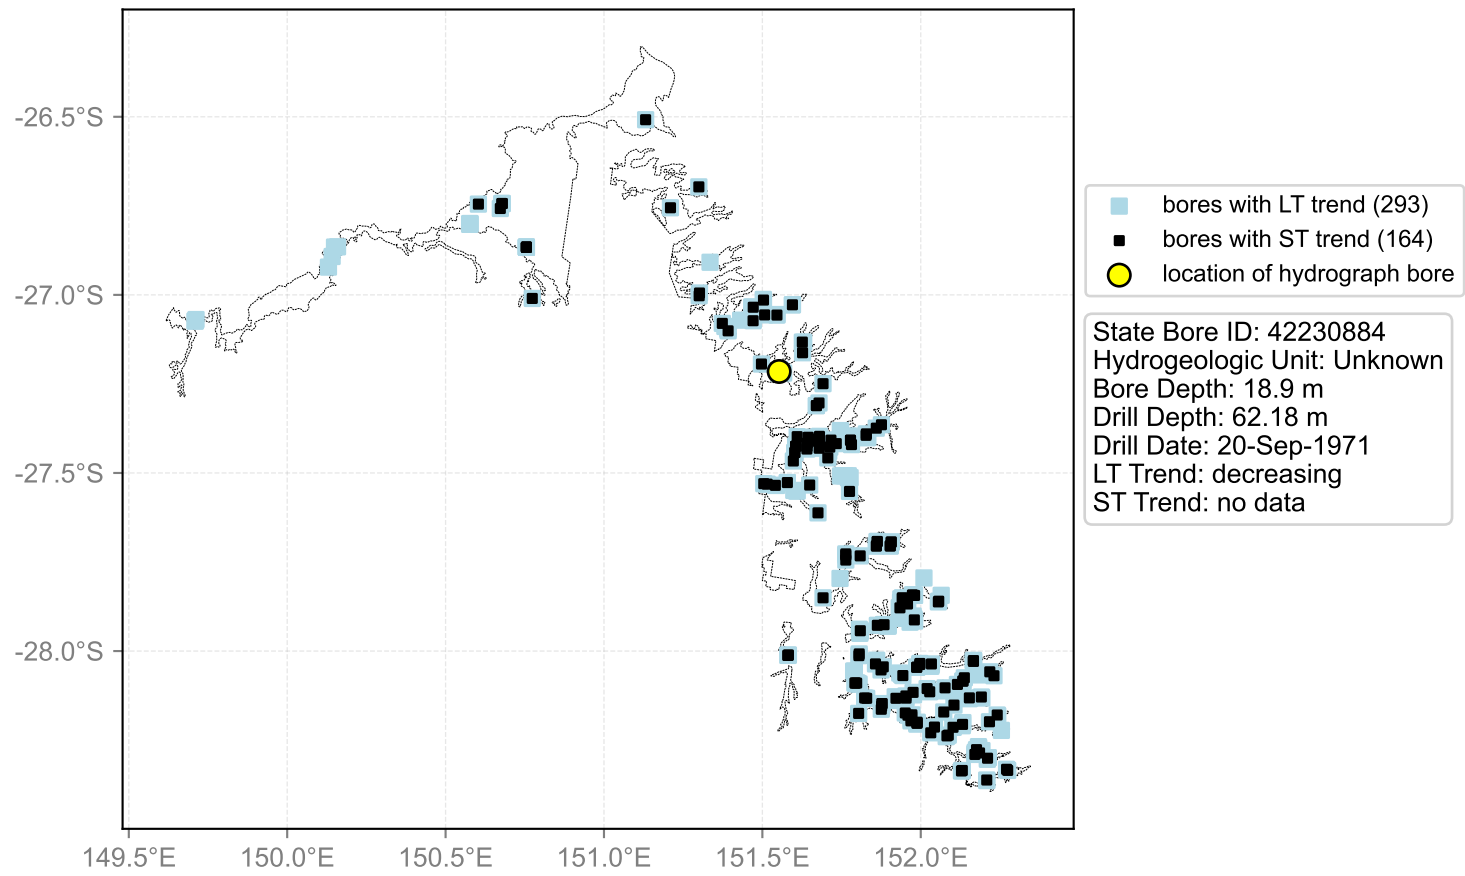 -26.5°S
-27.0°S
-27.5°S
-28.0°S
149.5°E
150.0°E
150.5°E
151.0°E
151.5°E
152.0°E
bores with LT trend (293)
bores with ST trend (164)
location of hydrograph bore
State Bore ID: 42230884
Hydrogeologic Unit: Unknown
Bore Depth: 18.9 m
Drill Depth: 62.18 m
Drill Date: 20-Sep-1971
LT Trend: decreasing
ST Trend: no data